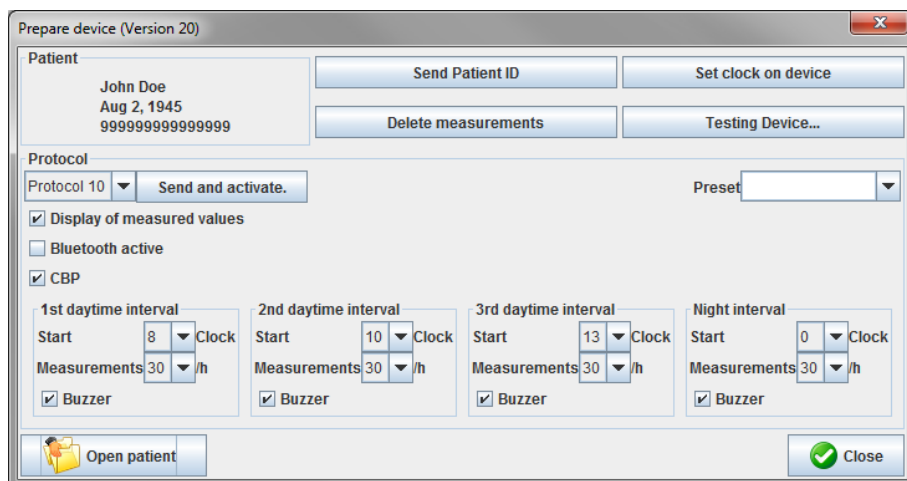 Prepare device (Version 20)
Patient
John Doe
Aug 2, 1945
999999999999999
Send Patient ID
Set clock on device
Delete measurements
Testing Device...
Protocol
Protocol 10
Send and activate.
Preset
Display of measured values
Bluetooth active
CBP
1st daytime interval
Start 8 Clock
Measurements 30 /h
Buzzer
2nd daytime interval
Start 10 Clock
Measurements 30 /h
Buzzer
3rd daytime interval
Start 13 Clock
Measurements 30 /h
Buzzer
Night interval
Start 0 Clock
Measurements 30 /h
Buzzer
Open patient
Close